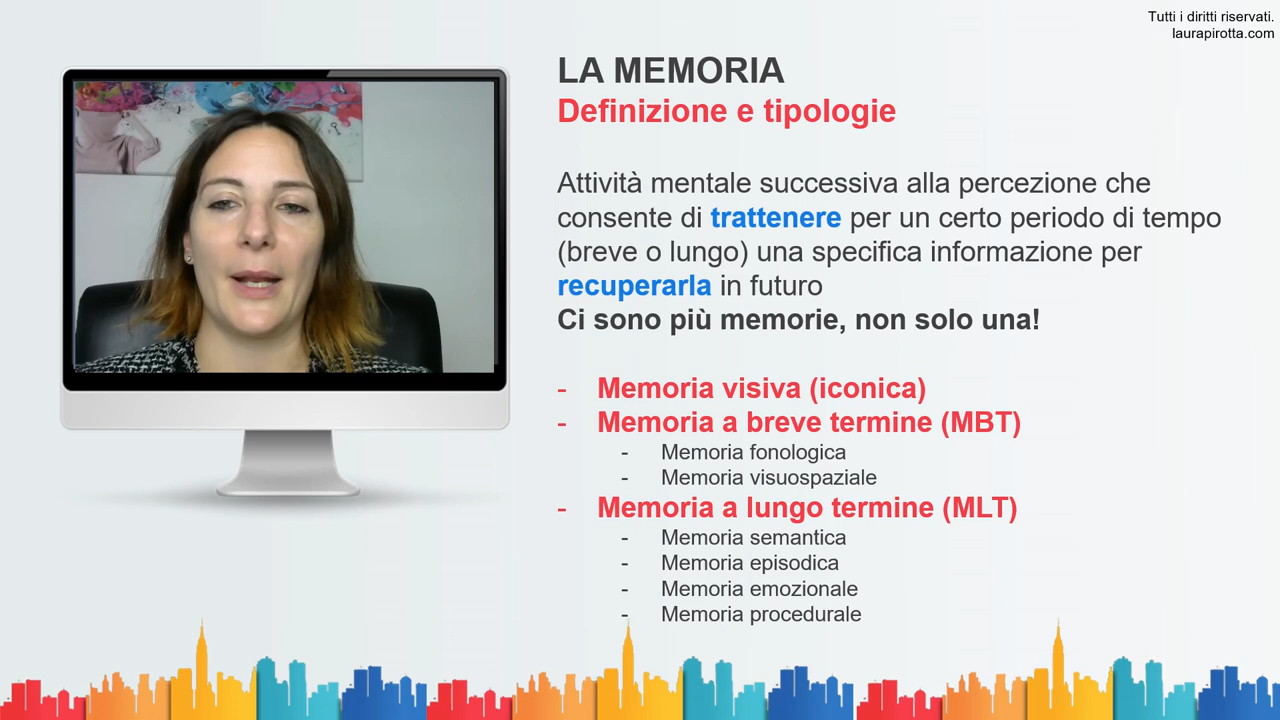 Tutti i diritti riservati.
laurapirotta.com
LA MEMORIA
Definizione e tipologie
Attività mentale successiva alla percezione che
consente di trattenere per un certo periodo di tempo
(breve o lungo) una specifica informazione per
recuperarla in futuro
Ci sono più memorie, non solo una!
- Memoria visiva (iconica)
- Memoria a breve termine (MBT)
- Memoria fonologica
- Memoria visuospaziale
- Memoria a lungo termine (MLT)
- Memoria semantica
- Memoria episodica
- Memoria emozionale
- Memoria procedurale